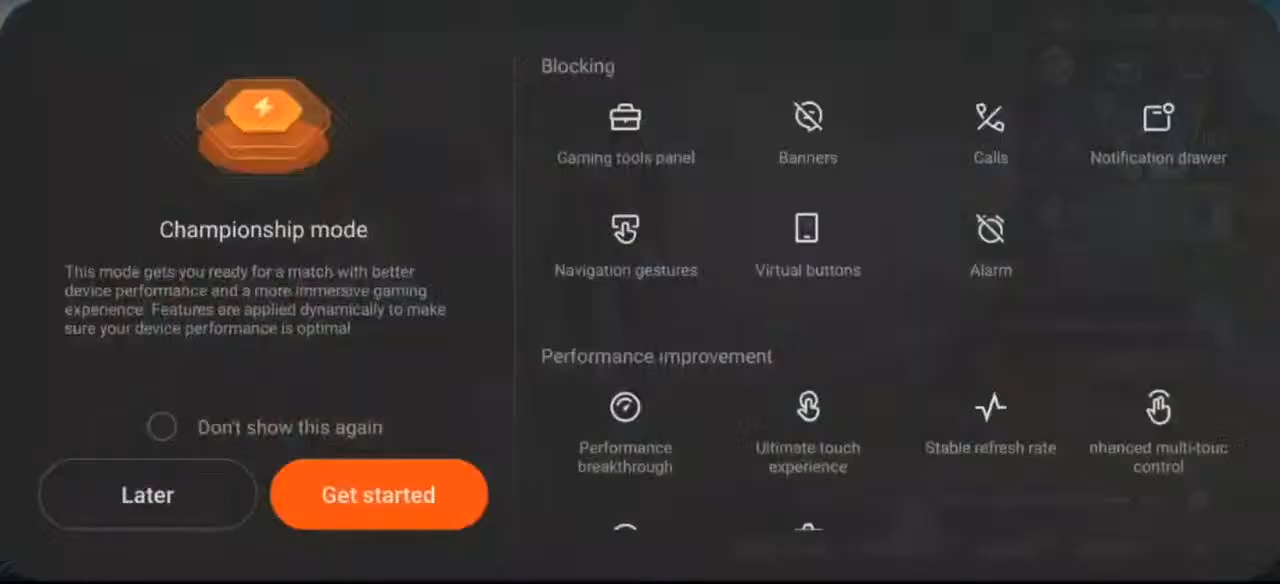 Championship mode
This mode gets you ready for a match with better
device performance and a more immersive gaming
experience. Features are applied dynamically to make
sure your device performance is optimal
Don't show this again
Later
Get started
Blocking
Gaming tools panel
Banners
Calls
Notification drawer
Navigation gestures
Virtual buttons
Alarm
Performance improvement
Performance
breakthrough
Ultimate touch
experience
Stable refresh rate
nhanced multi-touc
control